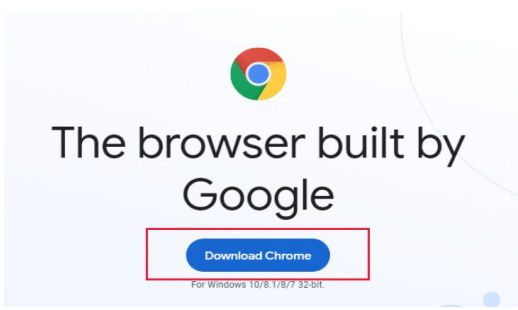 The browser built by
Google
Download Chrome
For Windows 10/8.1/8/7 32-bit.